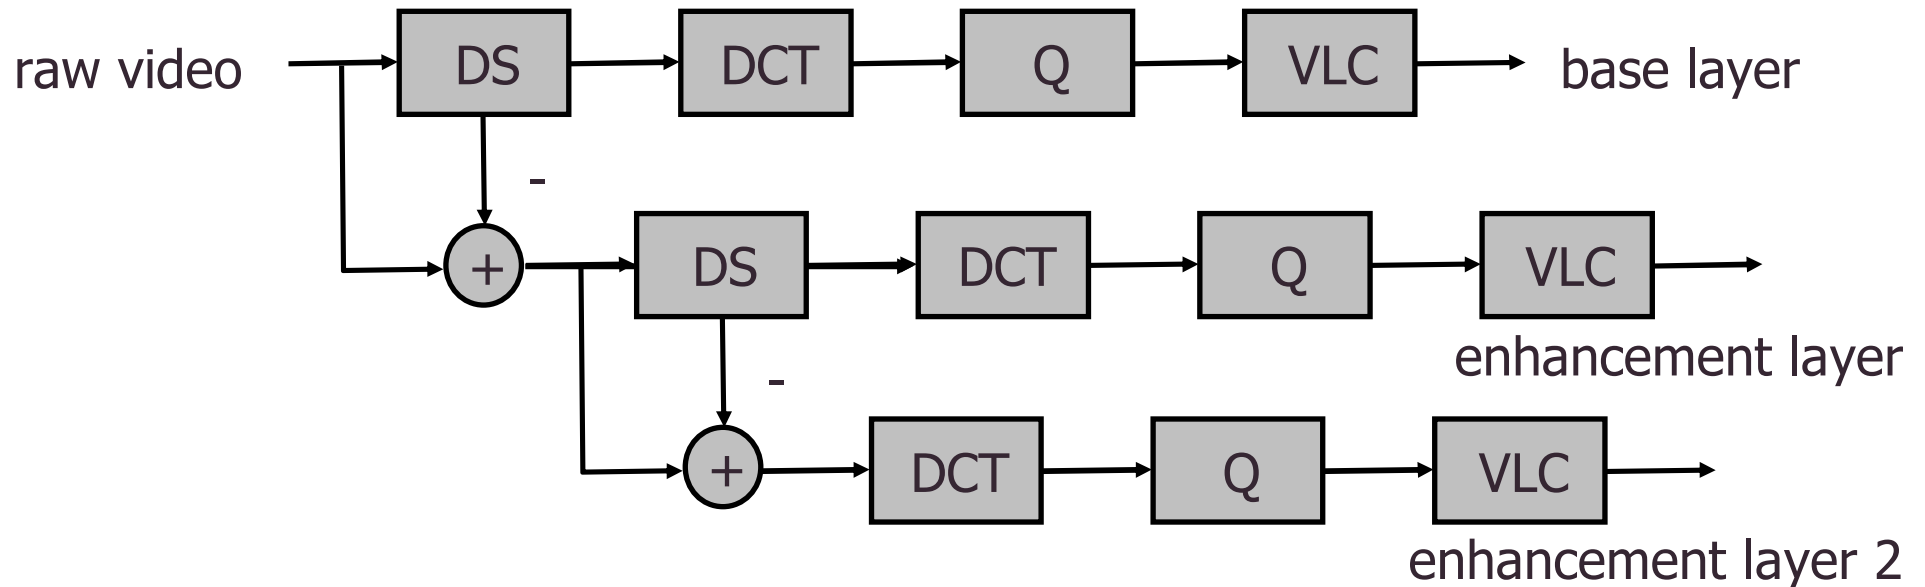 raw video
DS
DCT
Q
VLC
base layer
-
+
DS
DCT
Q
VLC
enhancement layer
-
+
DCT
Q
VLC
enhancement layer 2